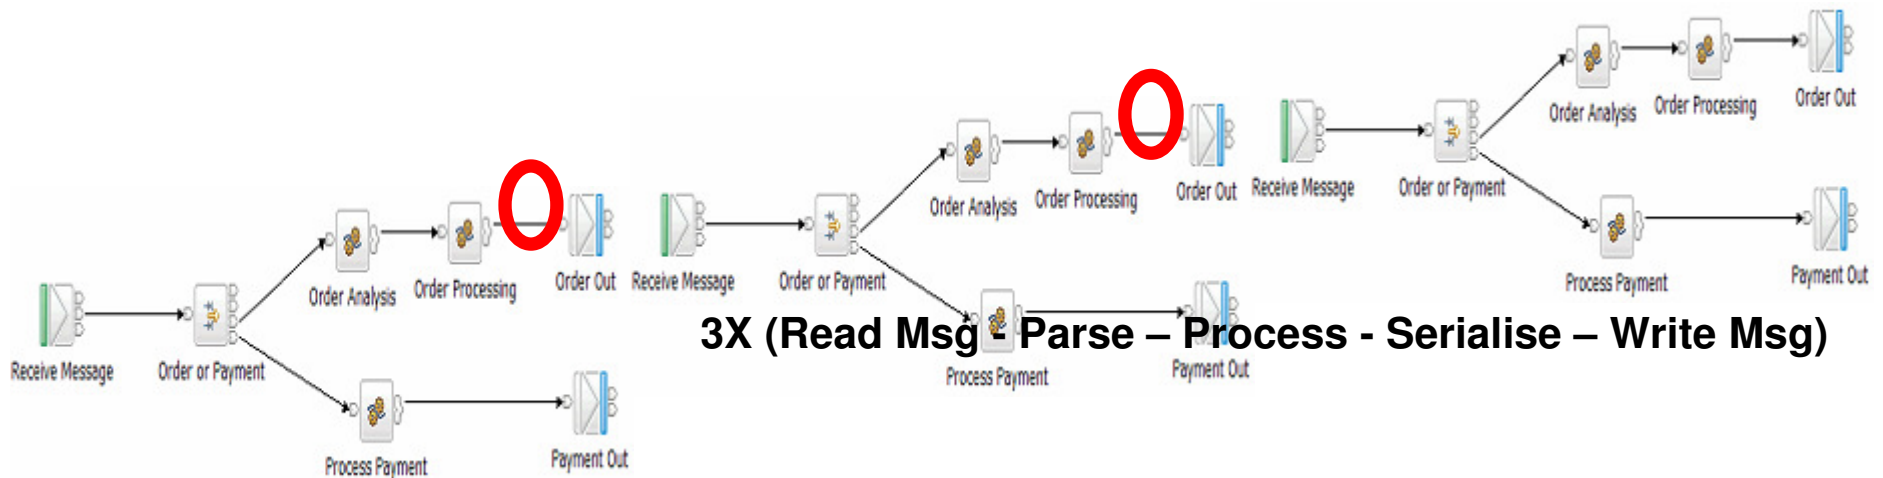 Order Analysis
Order Processing
Order Out
Receive Message
Order or Payment
Process Payment
Payment Out
Order Analysis
Order Processing
Order Out
Receive Message
Order or Payment
Process Payment
Payment Out
Order Analysis
Order Processing
Order Out
Receive Message
Order or Payment
Process Payment
Payment Out
3X (Read Msg - Parse – Process - Serialise – Write Msg)